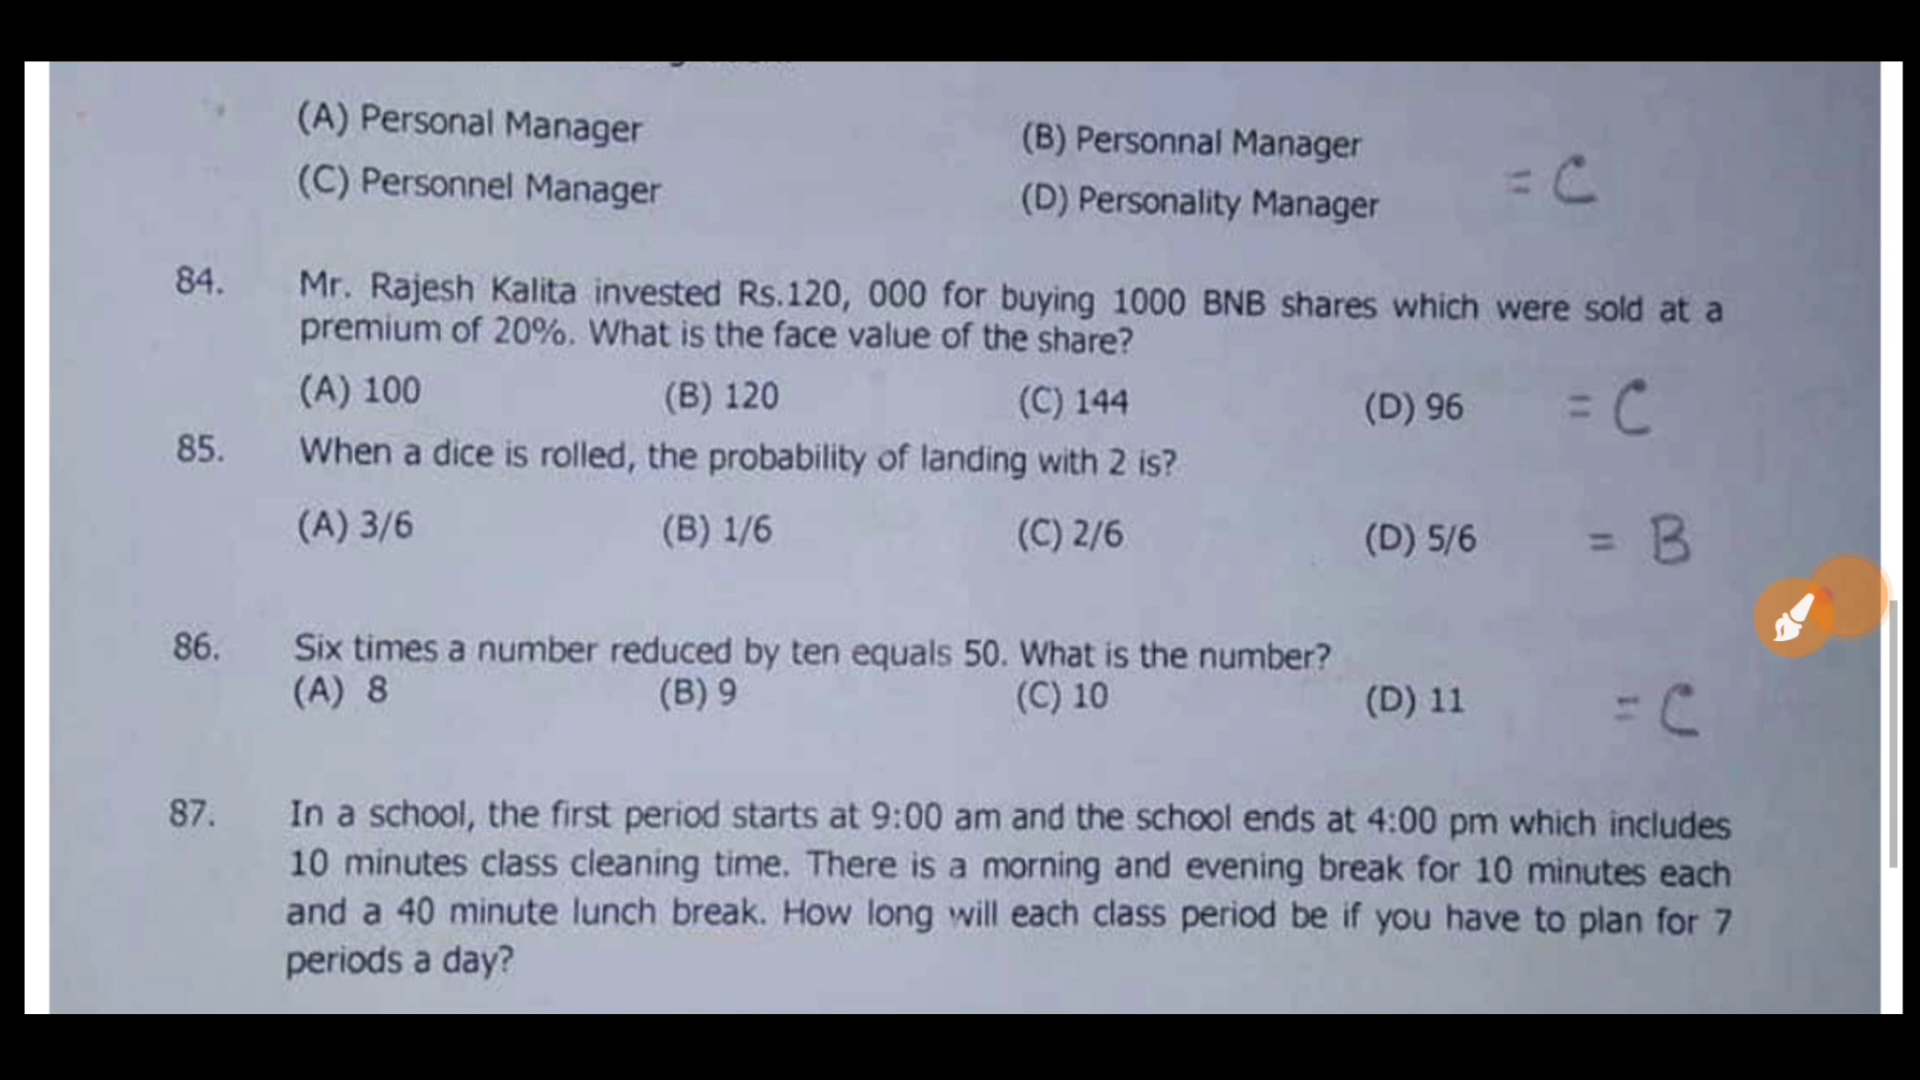 (A) Personal Manager (B) Personnal Manager
(C) Personnel Manager (D) Personality Manager = C
84. Mr. Rajesh Kalita invested Rs.120, 000 for buying 1000 BNB shares which were sold at a
premium of 20%. What is the face value of the share?
(A) 100 (B) 120 (C) 144 (D) 96 = C
85. When a dice is rolled, the probability of landing with 2 is?
(A) 3/6 (B) 1/6 (C) 2/6 (D) 5/6 = B
86. Six times a number reduced by ten equals 50. What is the number?
(A) 8 (B) 9 (C) 10 (D) 11 = C
87. In a school, the first period starts at 9:00 am and the school ends at 4:00 pm which includes
10 minutes class cleaning time. There is a morning and evening break for 10 minutes each
and a 40 minute lunch break. How long will each class period be if you have to plan for 7
periods a day?